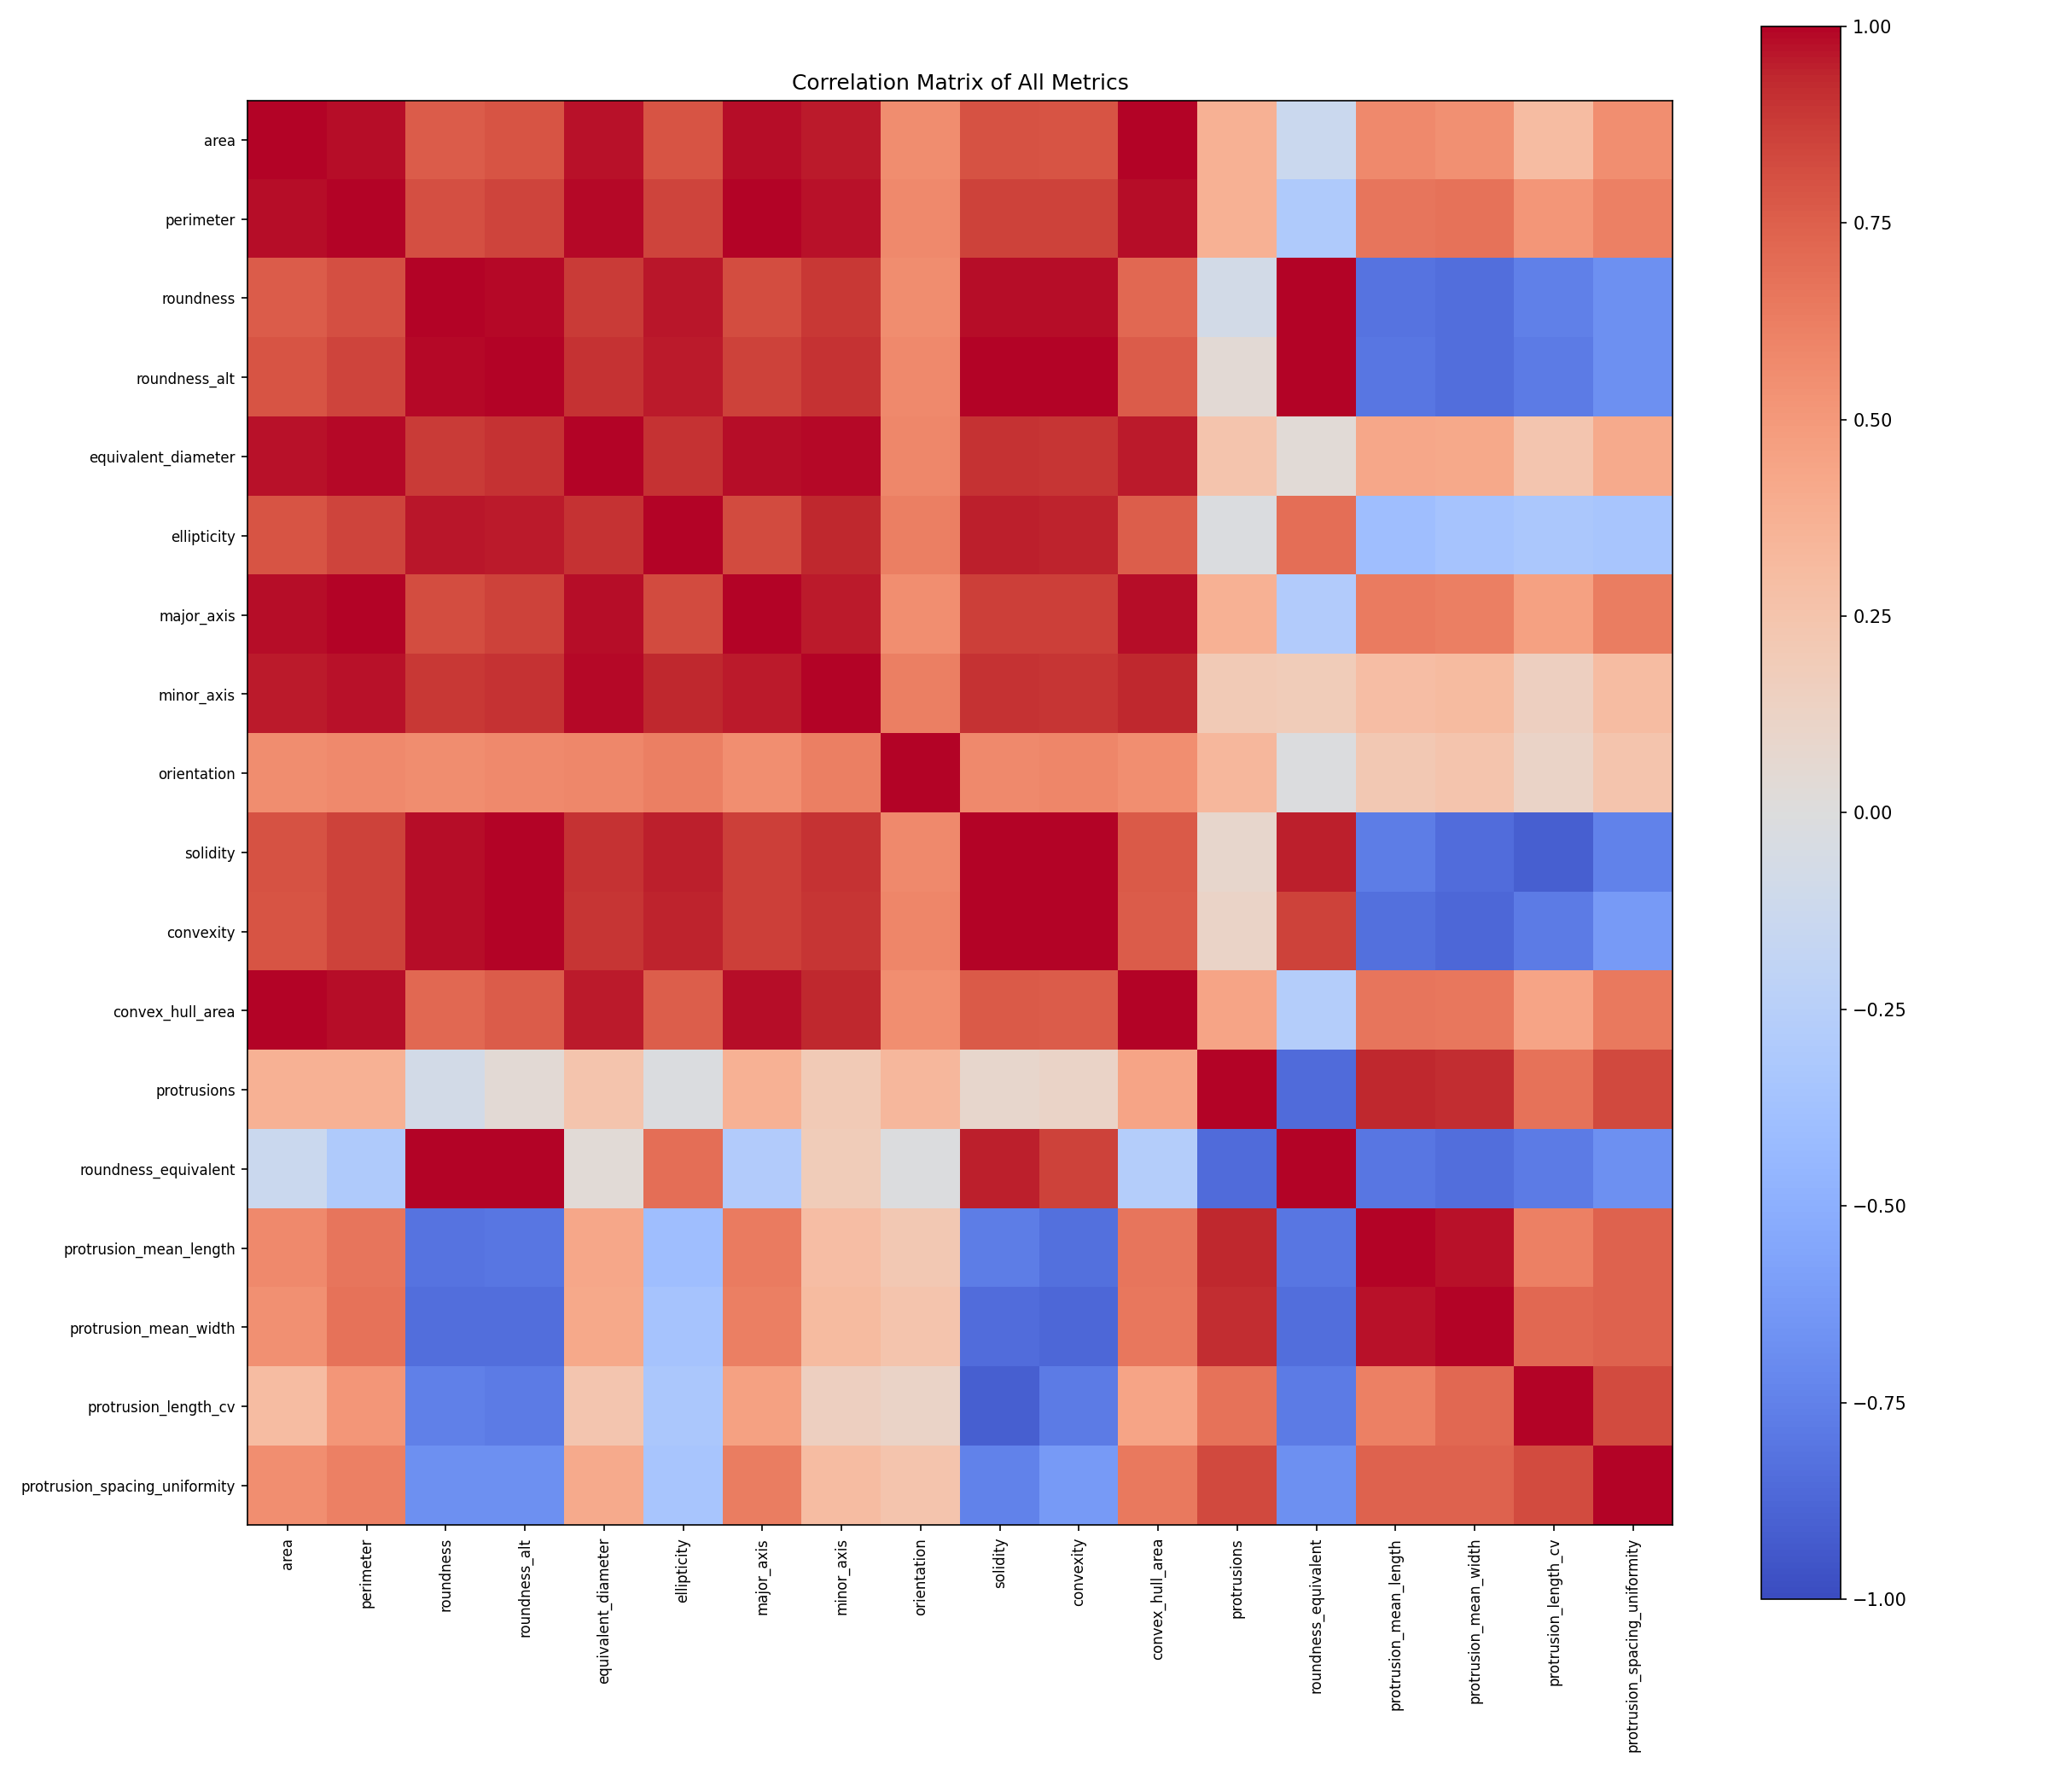 Correlation Matrix of All Metrics
area
perimeter
roundness
roundness_alt
equivalent_diameter
ellipticity
major_axis
minor_axis
orientation
solidity
convexity
convex_hull_area
protrusions
roundness_equivalent
protrusion_mean_length
protrusion_mean_width
protrusion_length_cv
protrusion_spacing_uniformity
area
perimeter
roundness
roundness_alt
equivalent_diameter
ellipticity
major_axis
minor_axis
orientation
solidity
convexity
convex_hull_area
protrusions
roundness_equivalent
protrusion_mean_length
protrusion_mean_width
protrusion_length_cv
protrusion_spacing_uniformity
1.00
0.75
0.50
0.25
0.00
−0.25
−0.50
−0.75
−1.00